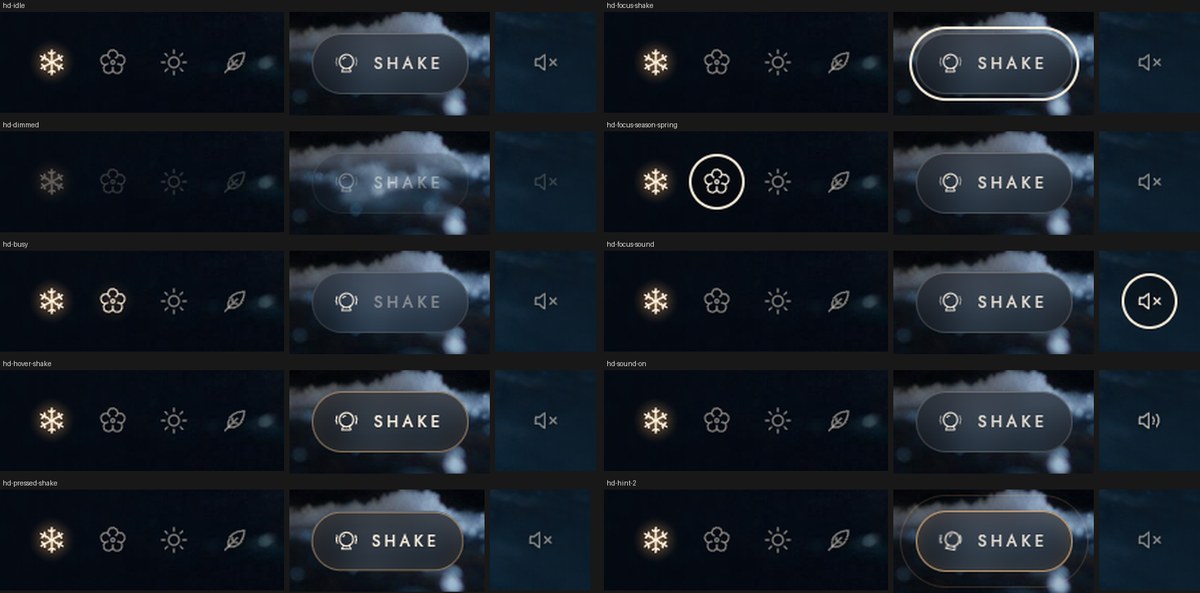 hd-idle
SHAKE
hd-focus-shake
SHAKE
hd-dimmed
SHAKE
hd-focus-season-spring
SHAKE
hd-busy
SHAKE
hd-focus-sound
SHAKE
hd-hover-shake
SHAKE
hd-sound-on
SHAKE
hd-pressed-shake
SHAKE
hd-hint-2
SHAKE